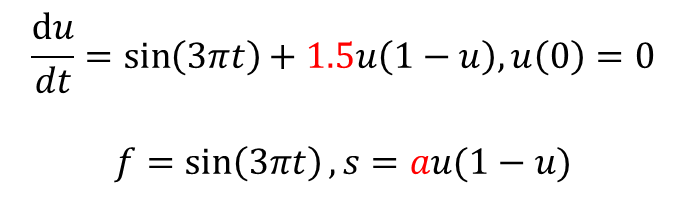 du/dt = sin(3πt) + 1.5u(1 − u), u(0) = 0
f = sin(3πt), s = au(1 − u)